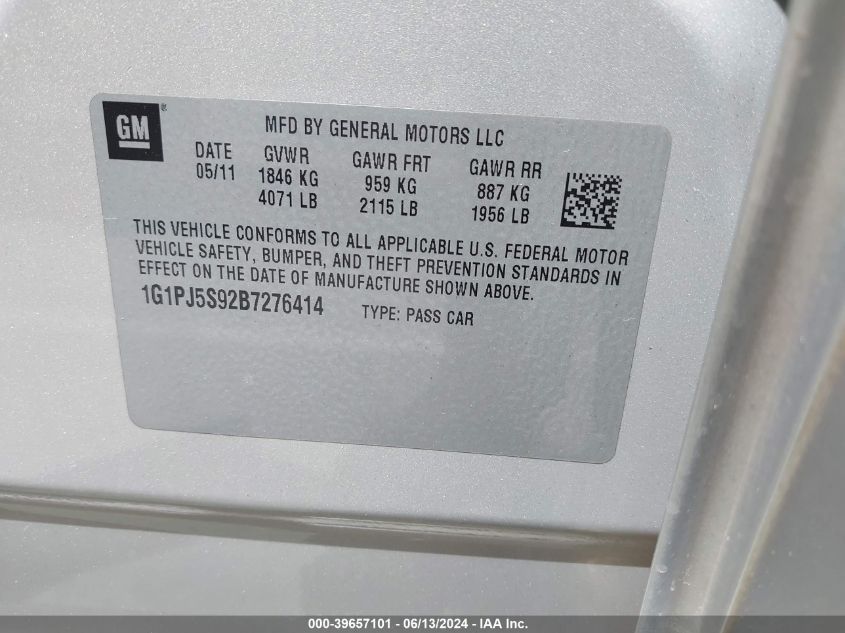 GM®
MFD BY GENERAL MOTORS LLC
DATE GVWR GAWR FRT GAWR RR
05/11 1846 KG 959 KG 887 KG
4071 LB 2115 LB 1956 LB
THIS VEHICLE CONFORMS TO ALL APPLICABLE U.S. FEDERAL MOTOR
VEHICLE SAFETY, BUMPER, AND THEFT PREVENTION STANDARDS IN
EFFECT ON THE DATE OF MANUFACTURE SHOWN ABOVE.
1G1PJ5S92B7276414 TYPE: PASS CAR
000-39657101 - 06/13/2024 - IAA Inc.